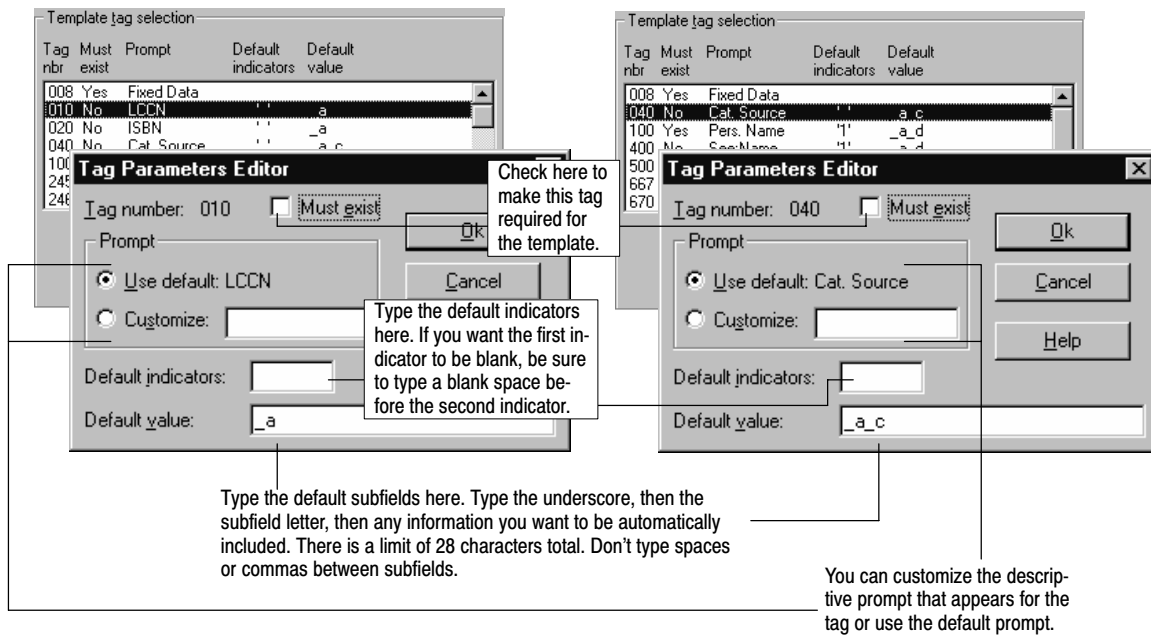 Template tag selection
Tag Must Prompt Default Default
nbr exist indicators value
008 Yes Fixed Data
010 No LCCN ' ' _a
020 No ISBN ' ' _a
040 No Cat. Source ' ' _a_c
100
245
246
Tag Parameters Editor
Tag number: 010 Must exist
Prompt
Use default: LCCN
Customize:
Ok
Cancel
Default indicators:
Default value: _a
Template tag selection
Tag Must Prompt Default Default
nbr exist indicators value
008 Yes Fixed Data
040 No Cat. Source ' ' _a_c
100 Yes Pers. Name '1' _a_d
400 No See:Name '1' _a_d
500
667
670
Tag Parameters Editor
Tag number: 040 Must exist
Prompt
Use default: Cat. Source
Customize:
Ok
Cancel
Help
Default indicators:
Default value: _a_c
Check here to
make this tag
required for
the template.
Type the default indicators
here. If you want the first in-
dicator to be blank, be sure
to type a blank space be-
fore the second indicator.
Type the default subfields here. Type the underscore, then the
subfield letter, then any information you want to be automatically
included. There is a limit of 28 characters total. Don't type spaces
or commas between subfields.
You can customize the descrip-
tive prompt that appears for the
tag or use the default prompt.